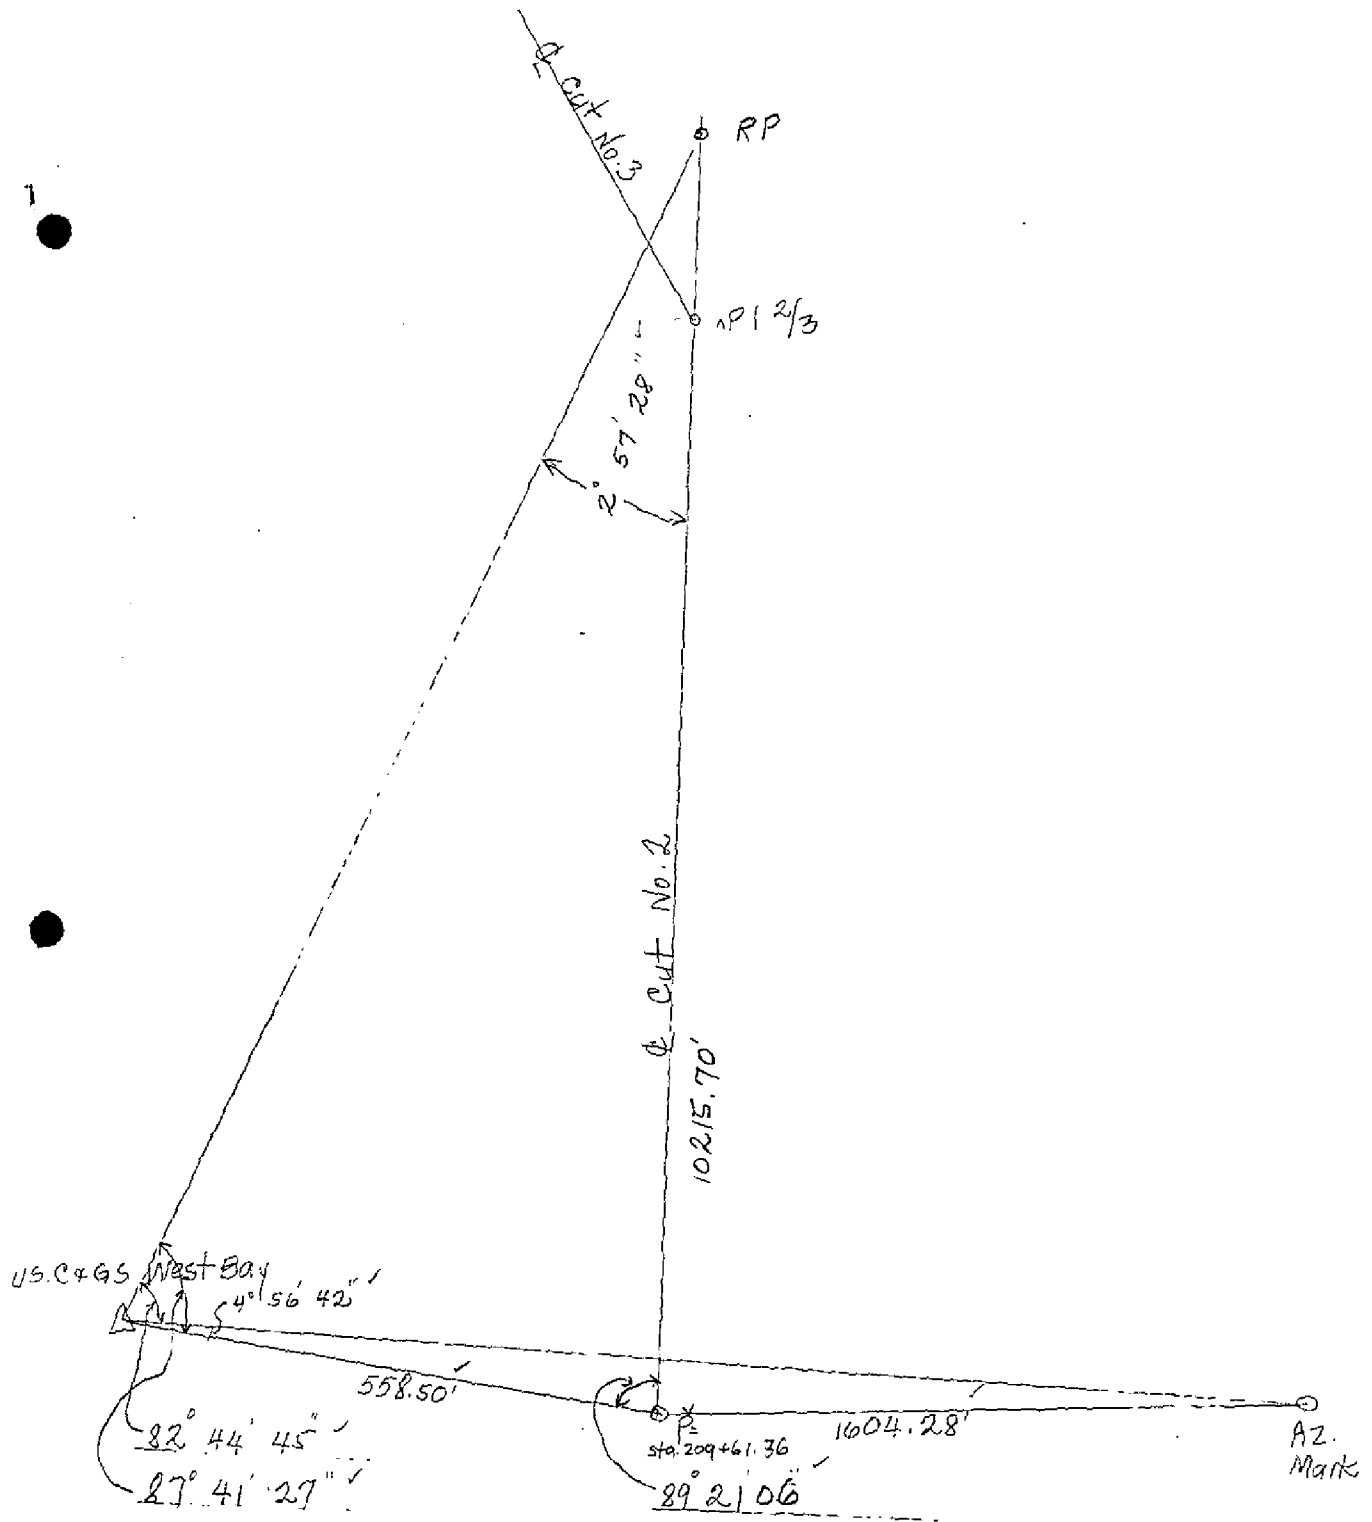 ℄ Cut No. 3
RP
1
PI 2/3
2° 57' 28"
℄ Cut No. 2
10215.70'
U.S. C & G S West Bay
4° 56' 42" ✓
558.50' ✓
1604.28'
sta. 209+61.36
Az.
Mark
82° 44' 45" ✓
87° 41' 27" ✓
89° 21' 06" ✓